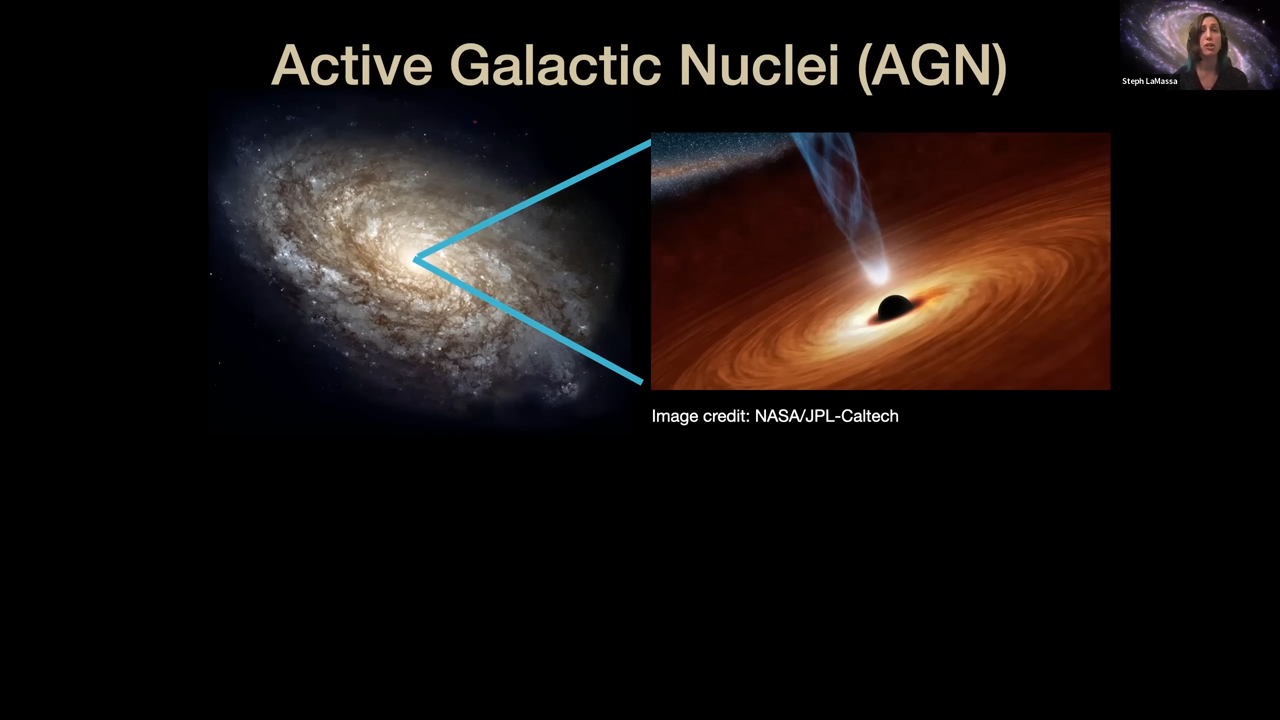 Active Galactic Nuclei (AGN)
Steph LaMassa
Image credit: NASA/JPL-Caltech